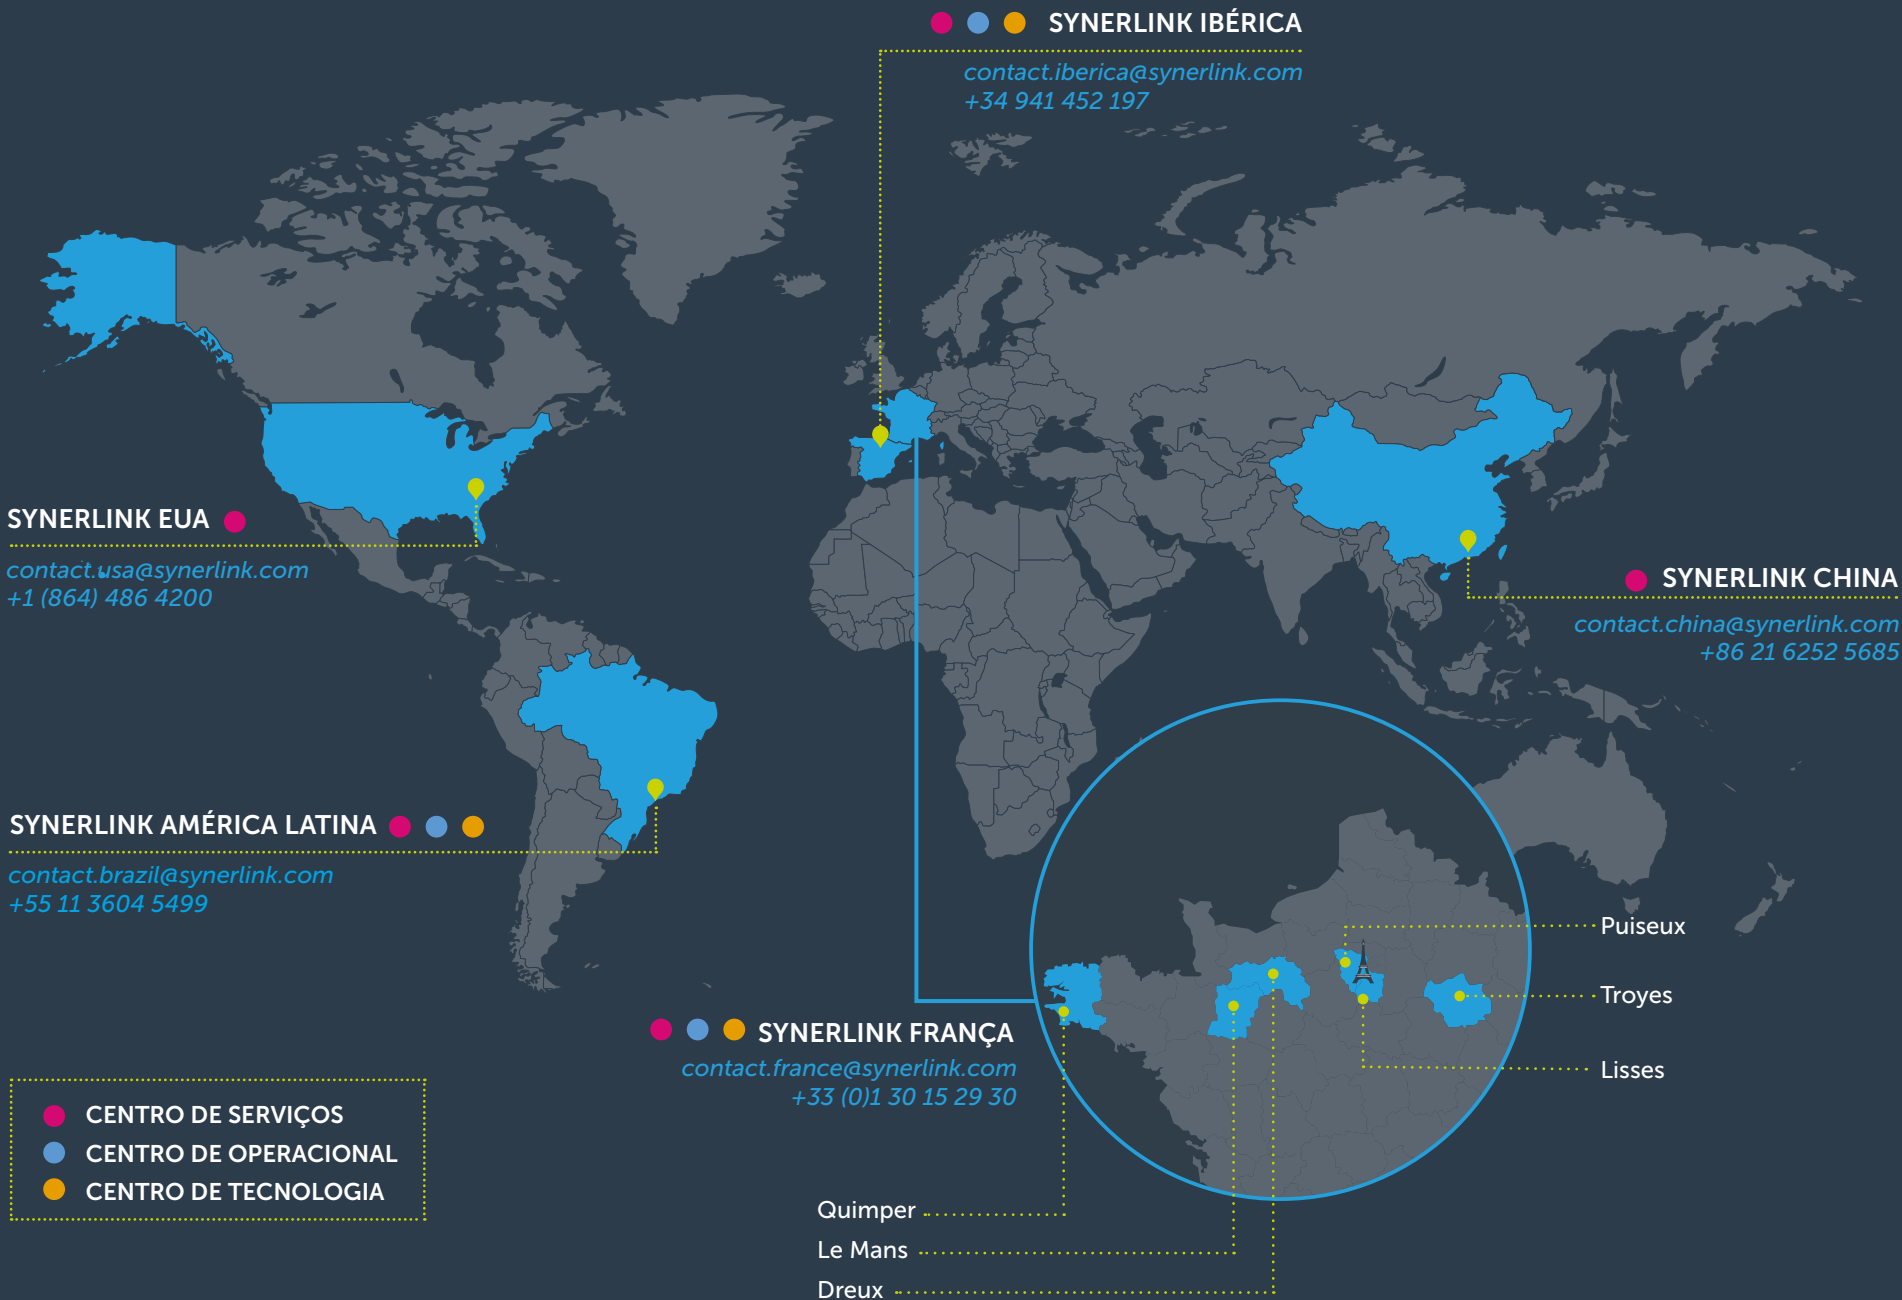 SYNERLINK IBÉRICA
contact.iberica@synerlink.com
+34 941 452 197
SYNERLINK EUA
contact.usa@synerlink.com
+1 (864) 486 4200
SYNERLINK CHINA
contact.china@synerlink.com
+86 21 6252 5685
SYNERLINK AMÉRICA LATINA
contact.brazil@synerlink.com
+55 11 3604 5499
SYNERLINK FRANÇA
contact.france@synerlink.com
+33 (0)1 30 15 29 30
Puiseux
Troyes
Lisses
Quimper
Le Mans
Dreux
CENTRO DE SERVIÇOS
CENTRO DE OPERACIONAL
CENTRO DE TECNOLOGIA